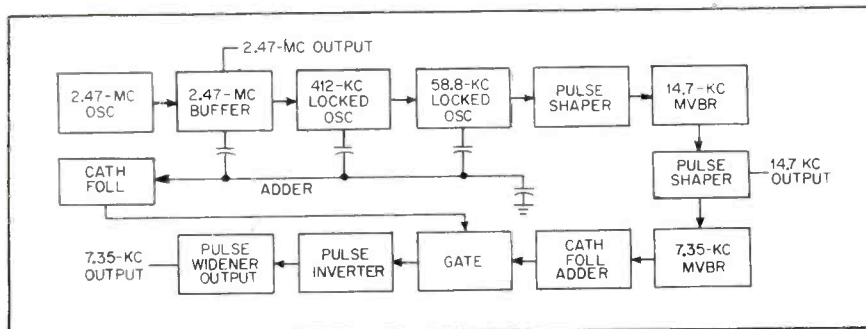 2.47-MC OUTPUT
2.47-MC
OSC
2.47-MC
BUFFER
412-KC
LOCKED
OSC
58.8-KC
LOCKED
OSC
PULSE
SHAPER
14.7-KC
MVBR
CATH
FOLL
ADDER
PULSE
SHAPER
14.7 KC
OUTPUT
7.35-KC
OUTPUT
PULSE
WIDENER
OUTPUT
PULSE
INVERTER
GATE
CATH
FOLL
ADDER
7.35-KC
MVBR